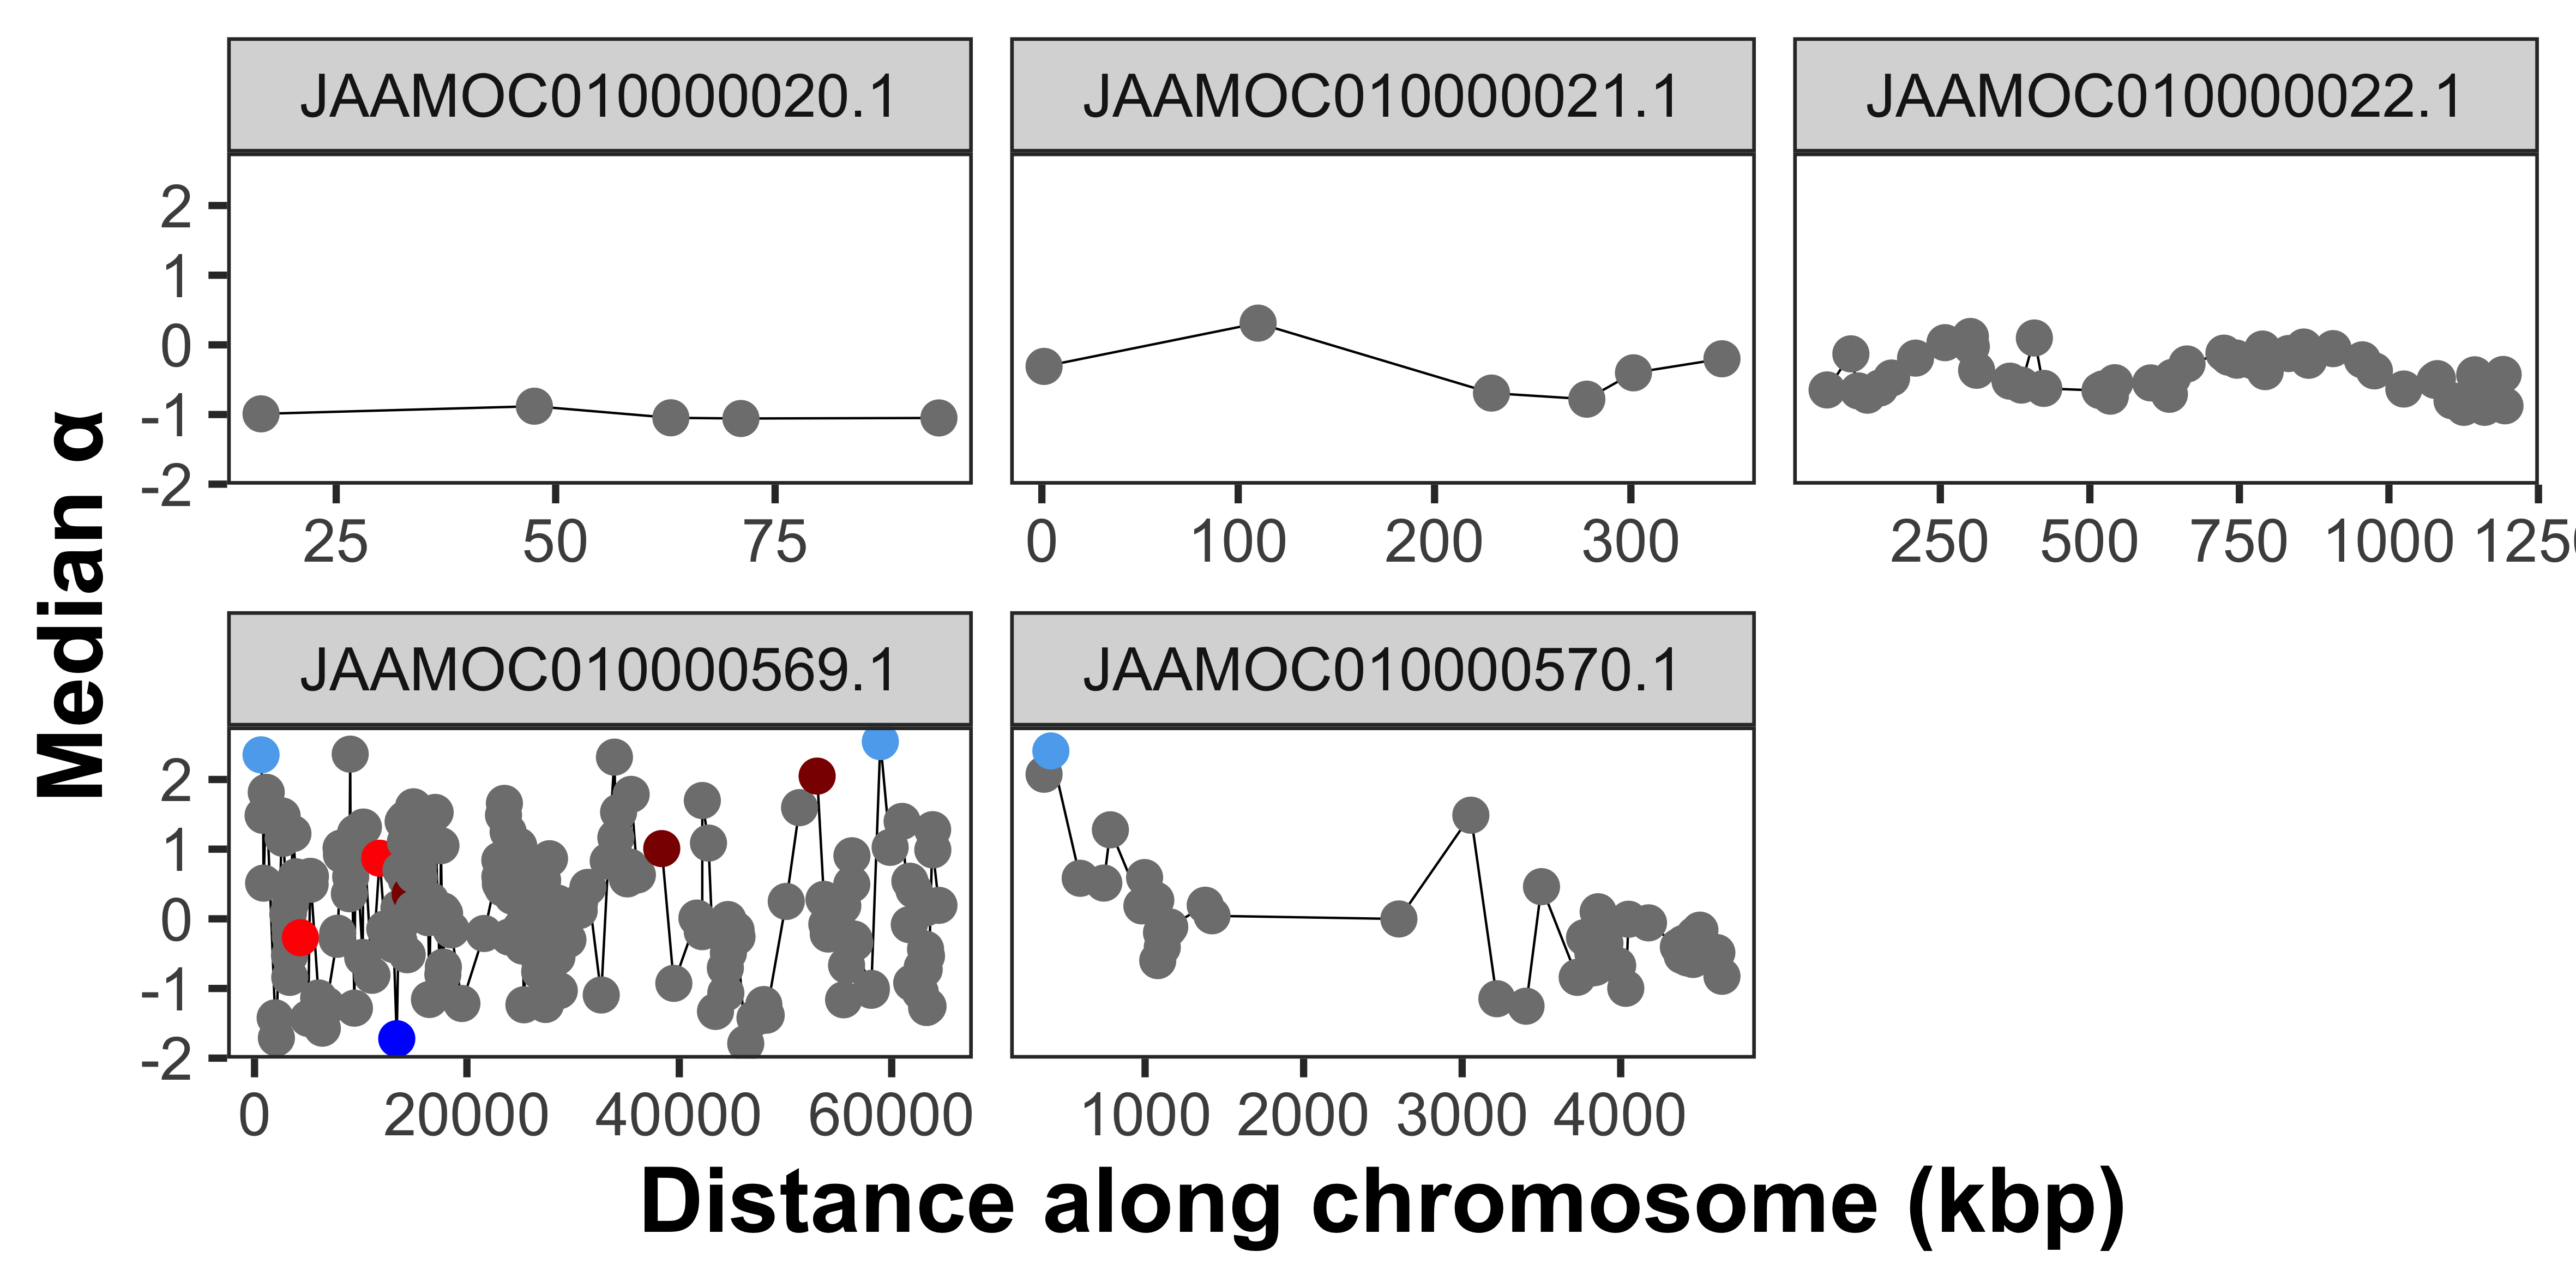 JAAMOC010000020.1 JAAMOC010000021.1 JAAMOC010000022.1
2
1
0
-1
-2
25 50 75 0 100 200 300 250 500 750 1000 125
JAAMOC010000569.1 JAAMOC010000570.1
2
1
0
-1
-2
0 20000 40000 60000 1000 2000 3000 4000
Median α
Distance along chromosome (kbp)